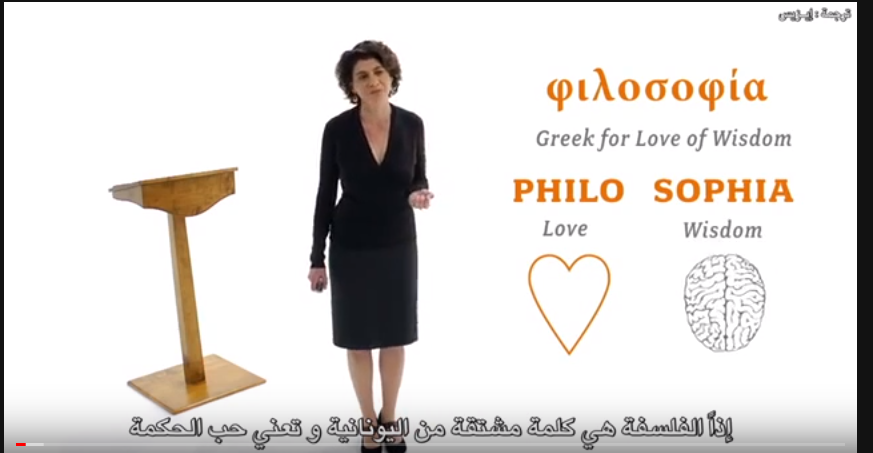 ترجمة : إيـؤيس
φιλοσοφία
Greek for Love of Wisdom
PHILO SOPHIA
Love Wisdom
إذاً الفلسفة هي كلمة مشتقة من اليونانية و تعني حب الحكمة